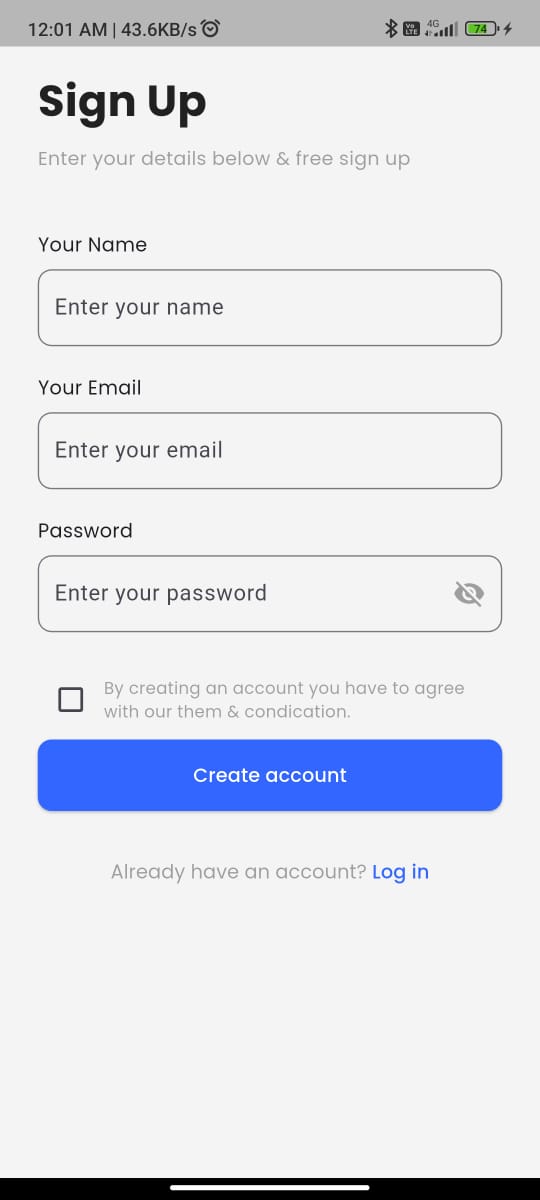 12:01 AM | 43.6KB/s
Vo
LTE
4G
74
Sign Up
Enter your details below & free sign up
Your Name
Enter your name
Your Email
Enter your email
Password
Enter your password
By creating an account you have to agree
with our them & condication.
Create account
Already have an account? Log in